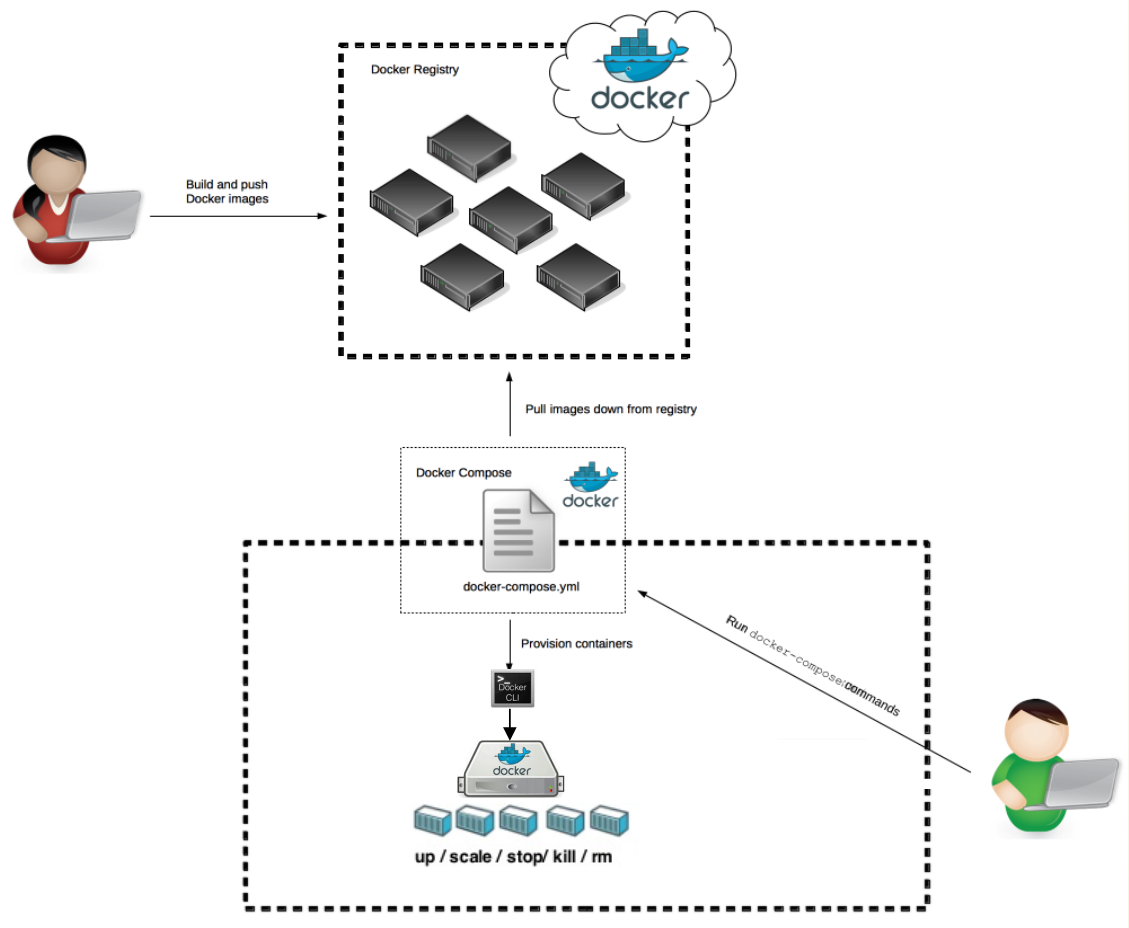 Docker Registry
docker
Build and push
Docker images
Pull images down from registry
Docker Compose
docker
docker-compose.yml
Provision containers
Run docker-compose commands
>_
Docker
CLI
docker
up / scale / stop/ kill / rm